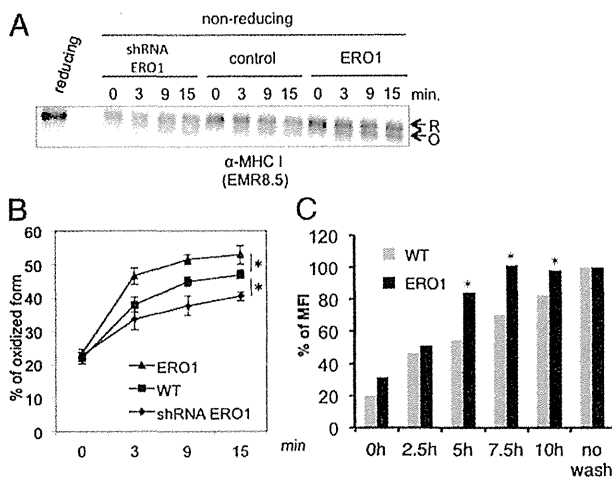 A
non-reducing
reducing
shRNA
ERO1
control
ERO1
0 3 9 15 0 3 9 15 0 3 9 15 min.
R
O
α-MHC I
(EMR8.5)
B
% of oxidized form
60
50
40
30
20
10
0
*
*
ERO1
WT
shRNA ERO1
0 3 9 15 min
C
% of MFI
120
100
80
60
40
20
0
WT
ERO1
* * *
0h 2.5h 5h 7.5h 10h no
wash